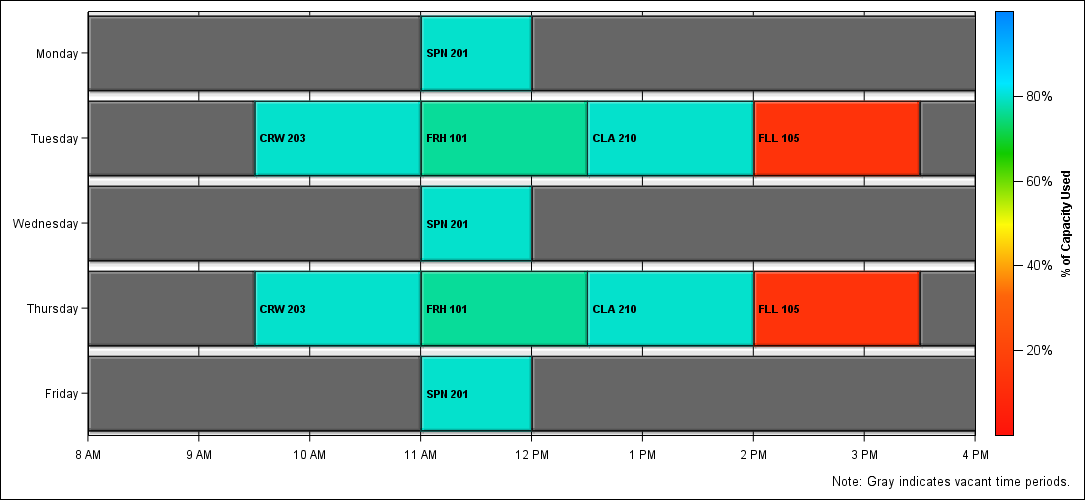 Monday
SPN 201
Tuesday
CRW 203 FRH 101 CLA 210 FLL 105
Wednesday
SPN 201
Thursday
CRW 203 FRH 101 CLA 210 FLL 105
Friday
SPN 201
8 AM 9 AM 10 AM 11 AM 12 PM 1 PM 2 PM 3 PM 4 PM
80%
60%
40%
20%
% of Capacity Used
Note: Gray indicates vacant time periods.